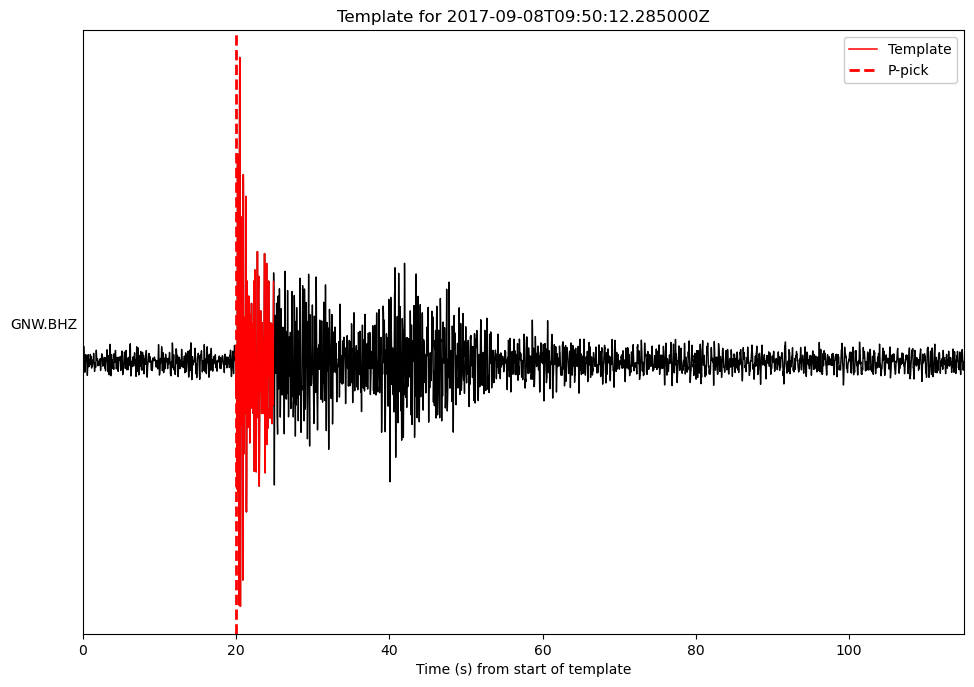 Template for 2017-09-08T09:50:12.285000Z
Template
P-pick
GNW.BHZ
0 20 40 60 80 100
Time (s) from start of template